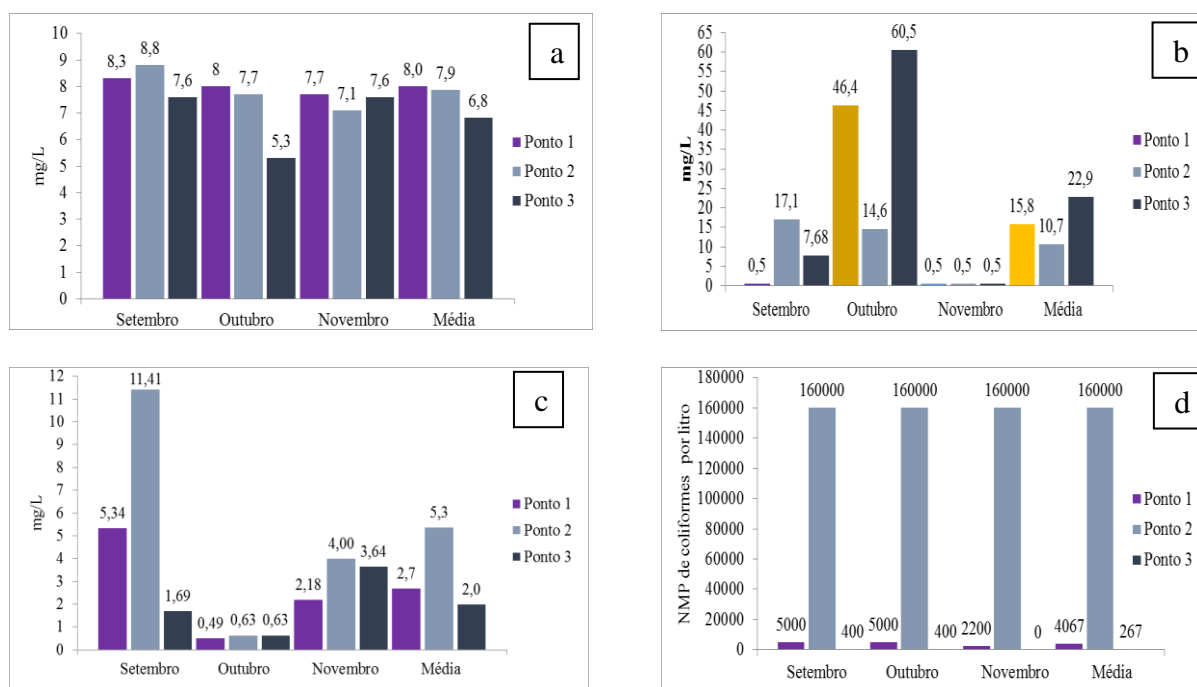 a
10
9
8
7
6
5
4
3
2
1
0
mg/L
8,3
8,8
7,6
8
7,7
5,3
7,7
7,1
7,6
8,0
7,9
6,8
Setembro
Outubro
Novembro
Média
Ponto 1
Ponto 2
Ponto 3
b
65
60
55
50
45
40
35
30
25
20
15
10
5
0
mg/L
0,5
17,1
7,68
46,4
14,6
60,5
0,5
0,5
0,5
15,8
10,7
22,9
Setembro
Outubro
Novembro
Média
Ponto 1
Ponto 2
Ponto 3
c
12
11
10
9
8
7
6
5
4
3
2
1
0
mg/L
5,34
11,41
1,69
0,49
0,63
0,63
2,18
4,00
3,64
2,7
5,3
2,0
Setembro
Outubro
Novembro
Média
Ponto 1
Ponto 2
Ponto 3
d
180000
160000
140000
120000
100000
80000
60000
40000
20000
0
NMP de coliformes por litro
5000
160000
400
5000
160000
400
2200
160000
0
4067
160000
267
Setembro
Outubro
Novembro
Média
Ponto 1
Ponto 2
Ponto 3